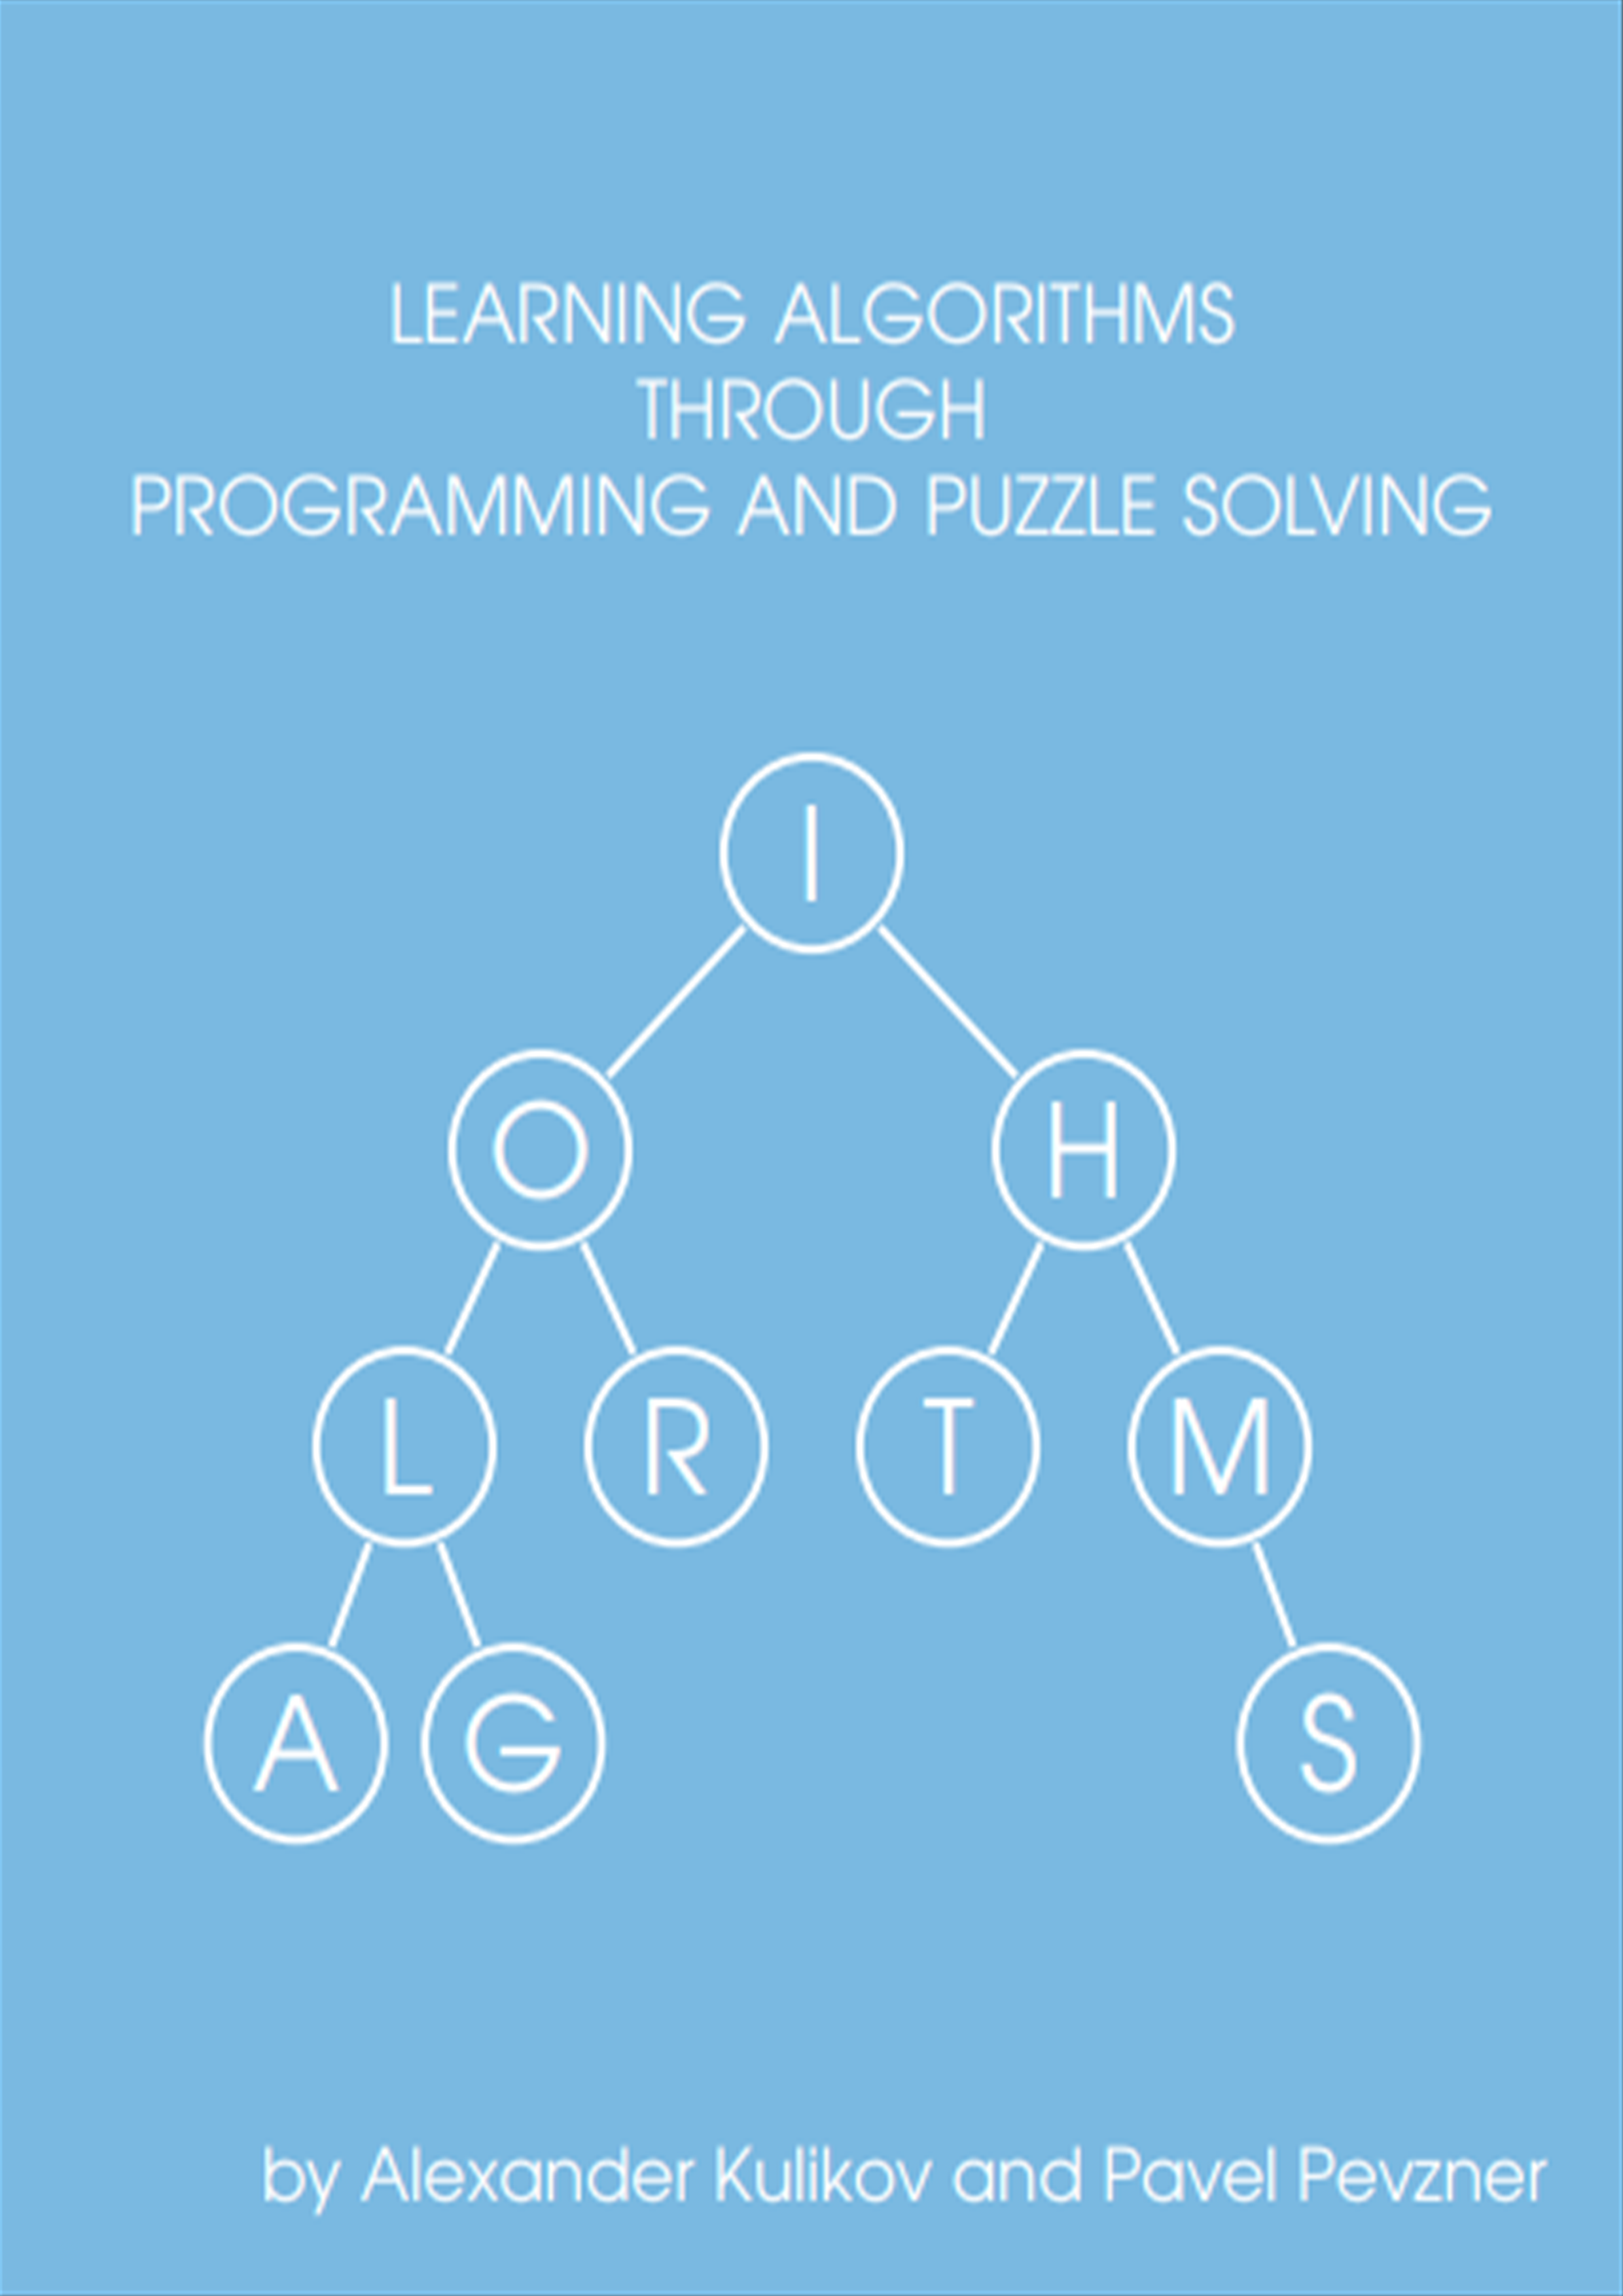 LEARNING ALGORITHMS
THROUGH
PROGRAMMING AND PUZZLE SOLVING
I
O H
L R T M
A G S
by Alexander Kulikov and Pavel Pevzner